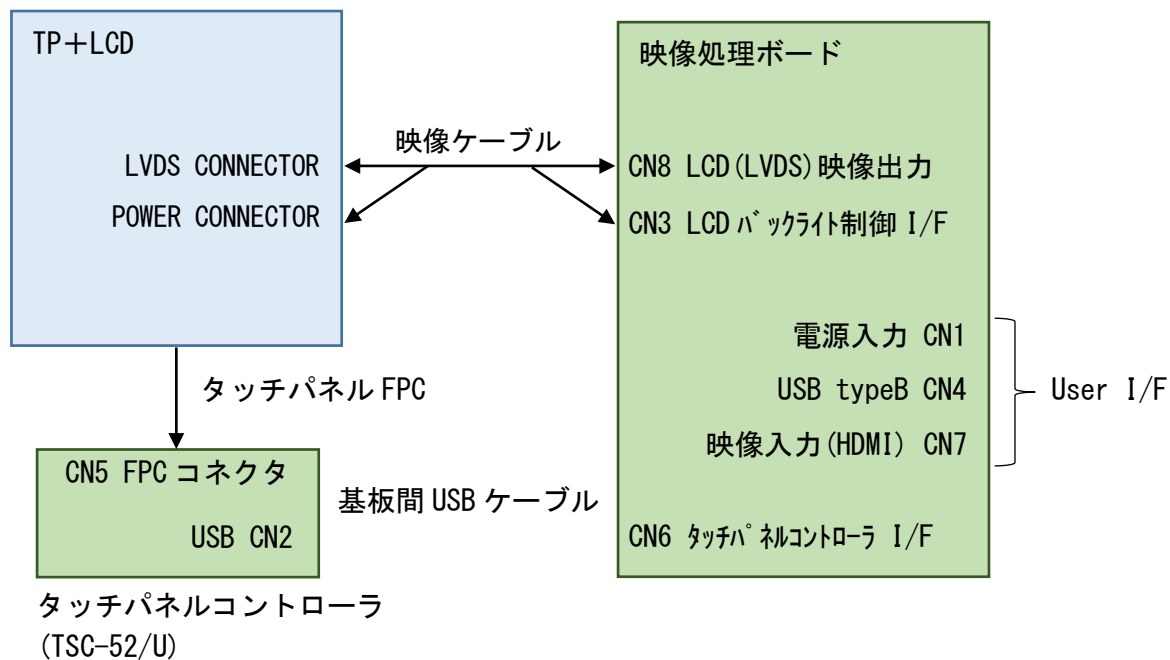 TP+LCD
映像処理ボード
映像ケーブル
LVDS CONNECTOR
CN8 LCD(LVDS)映像出力
POWER CONNECTOR
CN3 LCD ﾊﾞｯｸﾗｲﾄ制御 I/F
電源入力 CN1
USB typeB CN4
User I/F
映像入力(HDMI) CN7
タッチパネル FPC
CN5 FPC コネクタ
基板間 USB ケーブル
USB CN2
CN6 ﾀｯﾁﾊﾟﾈﾙｺﾝﾄﾛｰﾗ I/F
タッチパネルコントローラ
(TSC-52/U)